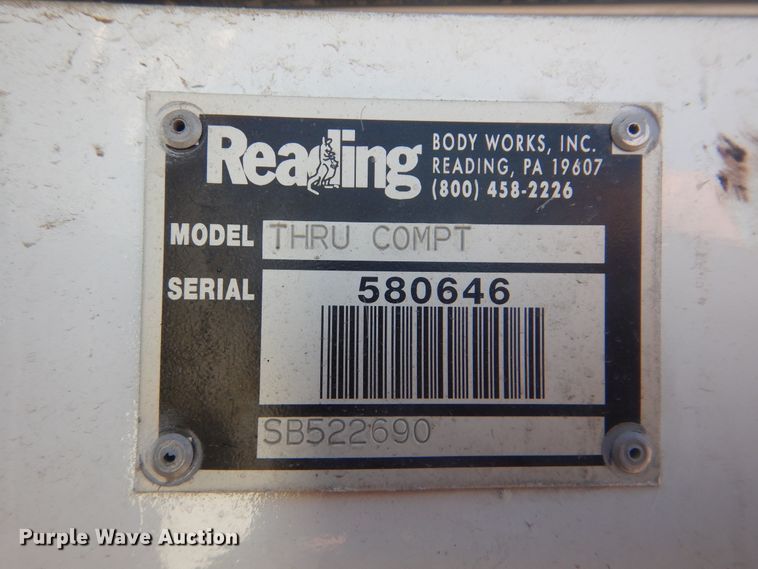 Reading
BODY WORKS, INC.
READING, PA 19607
(800) 458-2226
MODEL THRU COMPT
SERIAL 580646
SB522690
Purple Wave Auction